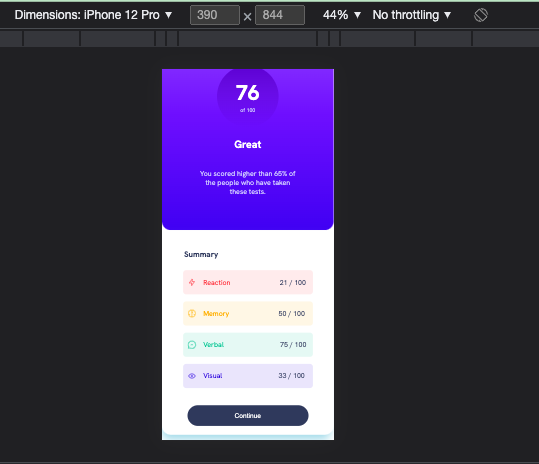 Dimensions: iPhone 12 Pro ▼ 390 × 844 44% ▼ No throttling ▼
76
of 100
Great
You scored higher than 65% of
the people who have taken
these tests.
Summary
Reaction 21 / 100
Memory 50 / 100
Verbal 75 / 100
Visual 33 / 100
Continue